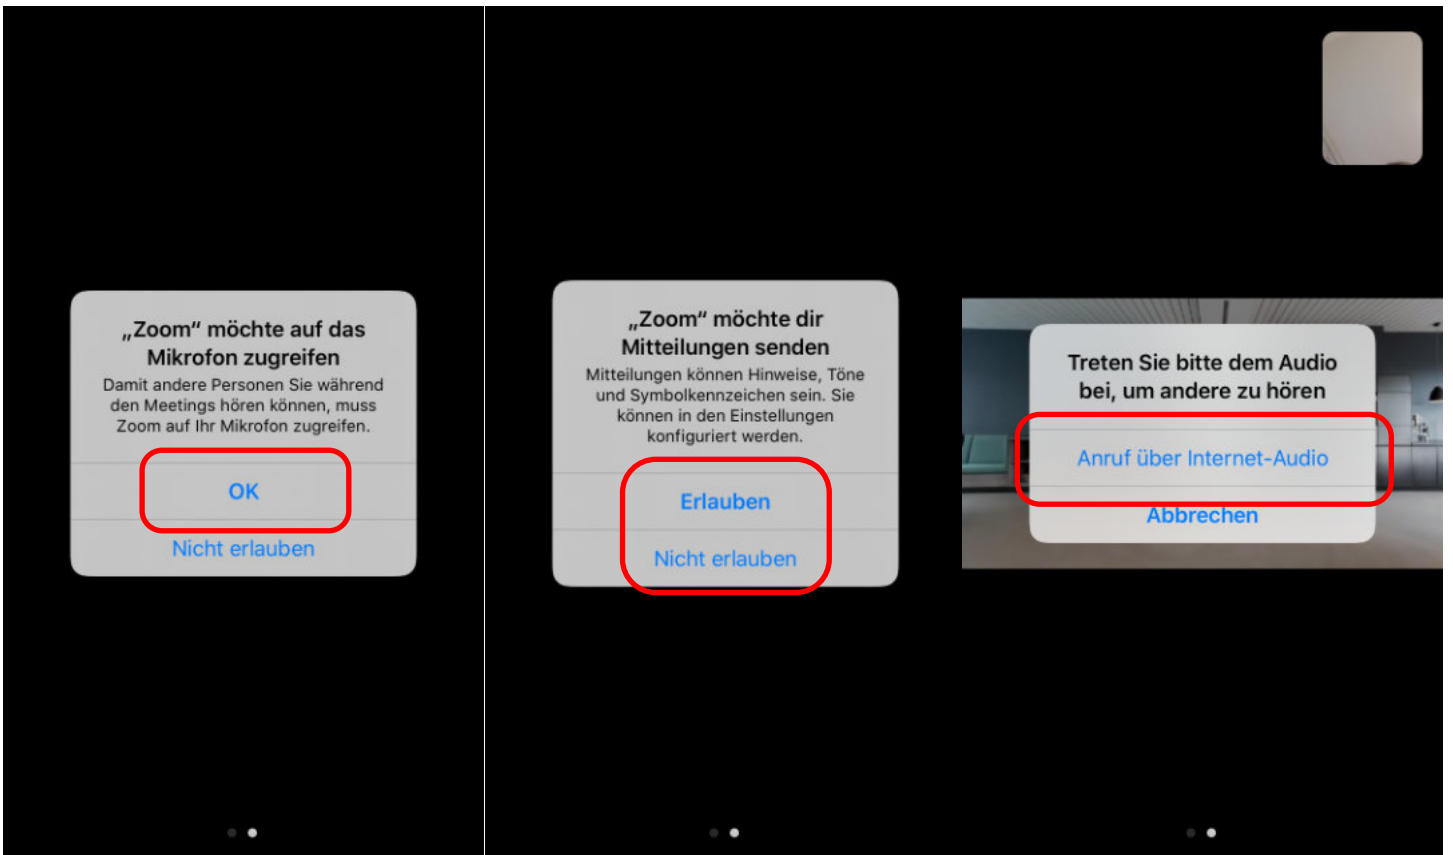 „Zoom“ möchte auf das
Mikrofon zugreifen
Damit andere Personen Sie während
den Meetings hören können, muss
Zoom auf Ihr Mikrofon zugreifen.
OK
Nicht erlauben
„Zoom“ möchte dir
Mitteilungen senden
Mitteilungen können Hinweise, Töne
und Symbolkennzeichen sein. Sie
können in den Einstellungen
konfiguriert werden.
Erlauben
Nicht erlauben
Treten Sie bitte dem Audio
bei, um andere zu hören
Anruf über Internet-Audio
Abbrechen